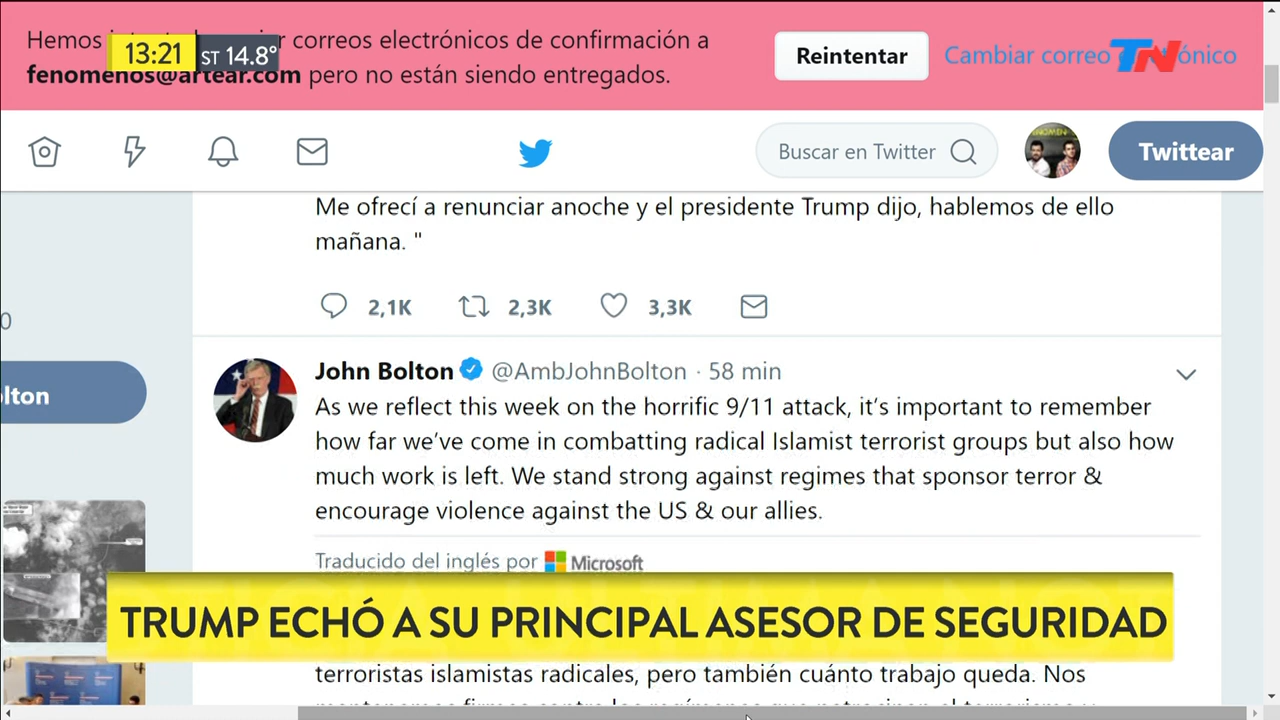 Hemos correos electrónicos de confirmación a
13:21 ST 14.8°
fenomenos@artear.com pero no están siendo entregados.
Reintentar
Cambiar correo
TN
Buscar en Twitter
Twittear
Me ofrecí a renunciar anoche y el presidente Trump dijo, hablemos de ello
mañana. "
2,1K 2,3K 3,3K
0
lton
John Bolton @AmbJohnBolton · 58 min
As we reflect this week on the horrific 9/11 attack, it's important to remember
how far we've come in combatting radical Islamist terrorist groups but also how
much work is left. We stand strong against regimes that sponsor terror &
encourage violence against the US & our allies.
Traducido del inglés por Microsoft
TRUMP ECHÓ A SU PRINCIPAL ASESOR DE SEGURIDAD
terroristas islamistas radicales, pero también cuánto trabajo queda. Nos